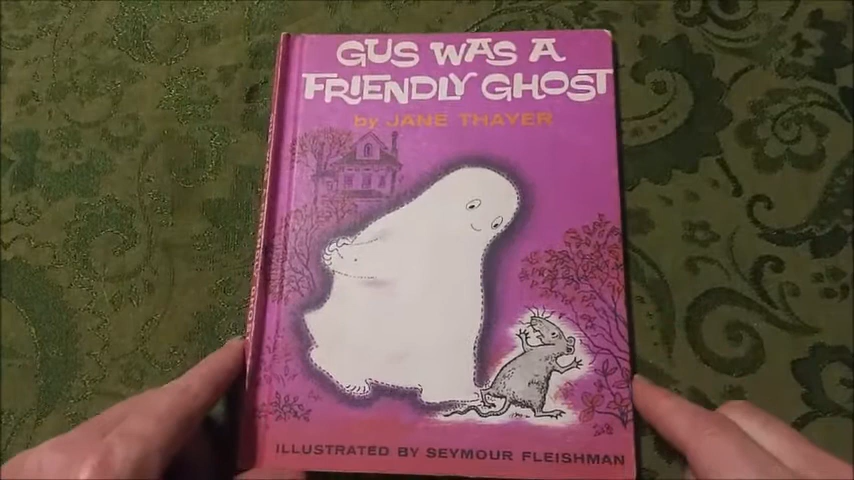 GUS WAS A
FRIENDLY GHOST
by JANE THAYER
ILLUSTRATED BY SEYMOUR FLEISHMAN